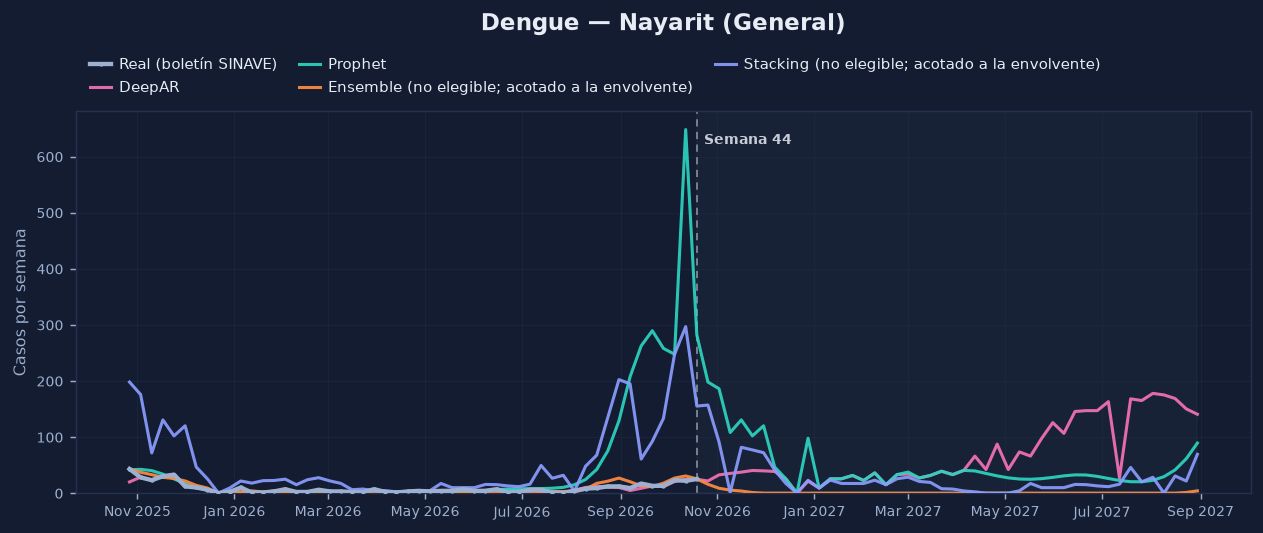 Dengue — Nayarit (General)
Real (boletín SINAVE)
Prophet
Stacking (no elegible; acotado a la envolvente)
DeepAR
Ensemble (no elegible; acotado a la envolvente)
Semana 44
Casos por semana
600
500
400
300
200
100
0
Nov 2025
Jan 2026
Mar 2026
May 2026
Jul 2026
Sep 2026
Nov 2026
Jan 2027
Mar 2027
May 2027
Jul 2027
Sep 2027